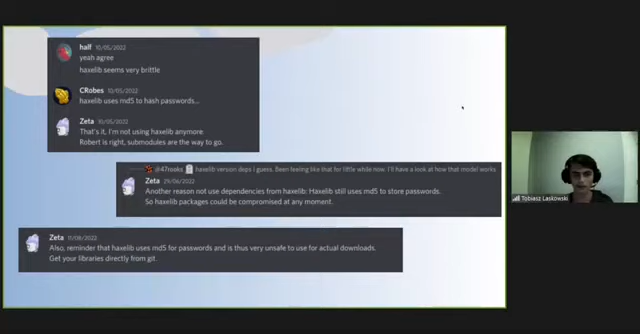 half 10/05/2022
yeah agree
haxelib seems very brittle
CRobes 10/05/2022
haxelib uses md5 to hash passwords...
Zeta 10/05/2022
That's it, I'm not using haxelib anymore
Robert is right, submodules are the way to go.
@47rooks haxelib version deps i guess. Been feeling like that for little while now. I'll have a look at how that model works
Zeta 29/06/2022
Another reason not use dependencies from haxelib: Haxelib still uses md5 to store passwords.
So haxelib packages could be compromised at any moment.
Zeta 11/08/2022
Also, reminder that haxelib uses md5 for passwords and is thus very unsafe to use for actual downloads.
Get your libraries directly from git.
Tobiasz Laskowski